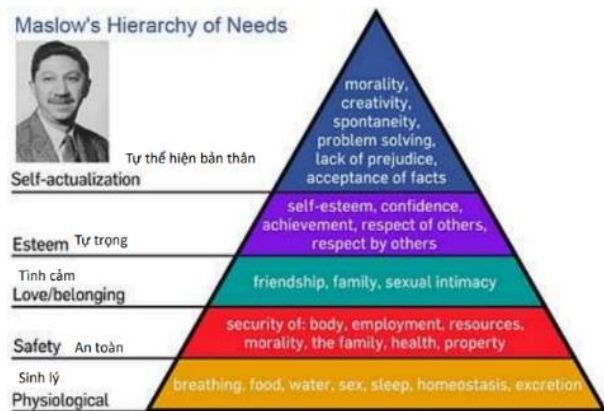 Maslow's Hierarchy of Needs
morality,
creativity,
spontaneity,
problem solving,
lack of prejudice,
acceptance of facts
Tự thể hiện bản thân
Self-actualization
self-esteem, confidence,
achievement, respect of others,
respect by others
Esteem Tự trọng
Tình cảm
Love/belonging
friendship, family, sexual intimacy
security of: body, employment, resources,
morality, the family, health, property
Safety An toàn
Sinh lý
Physiological
breathing, food, water, sex, sleep, homeostasis, excretion